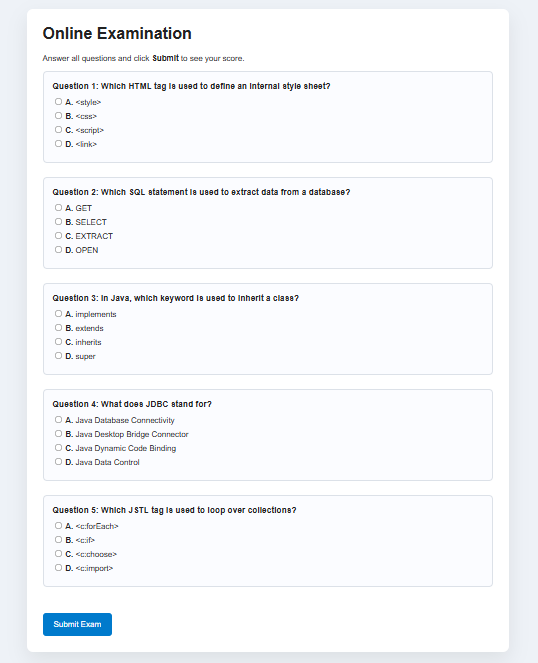 Online Examination
Answer all questions and click Submit to see your score.
Question 1: Which HTML tag is used to define an internal style sheet?
A. <style>
B. <css>
C. <script>
D. <link>
Question 2: Which SQL statement is used to extract data from a database?
A. GET
B. SELECT
C. EXTRACT
D. OPEN
Question 3: In Java, which keyword is used to inherit a class?
A. implements
B. extends
C. inherits
D. super
Question 4: What does JDBC stand for?
A. Java Database Connectivity
B. Java Desktop Bridge Connector
C. Java Dynamic Code Binding
D. Java Data Control
Question 5: Which JSTL tag is used to loop over collections?
A. <c:forEach>
B. <c:if>
C. <c:choose>
D. <c:import>
Submit Exam